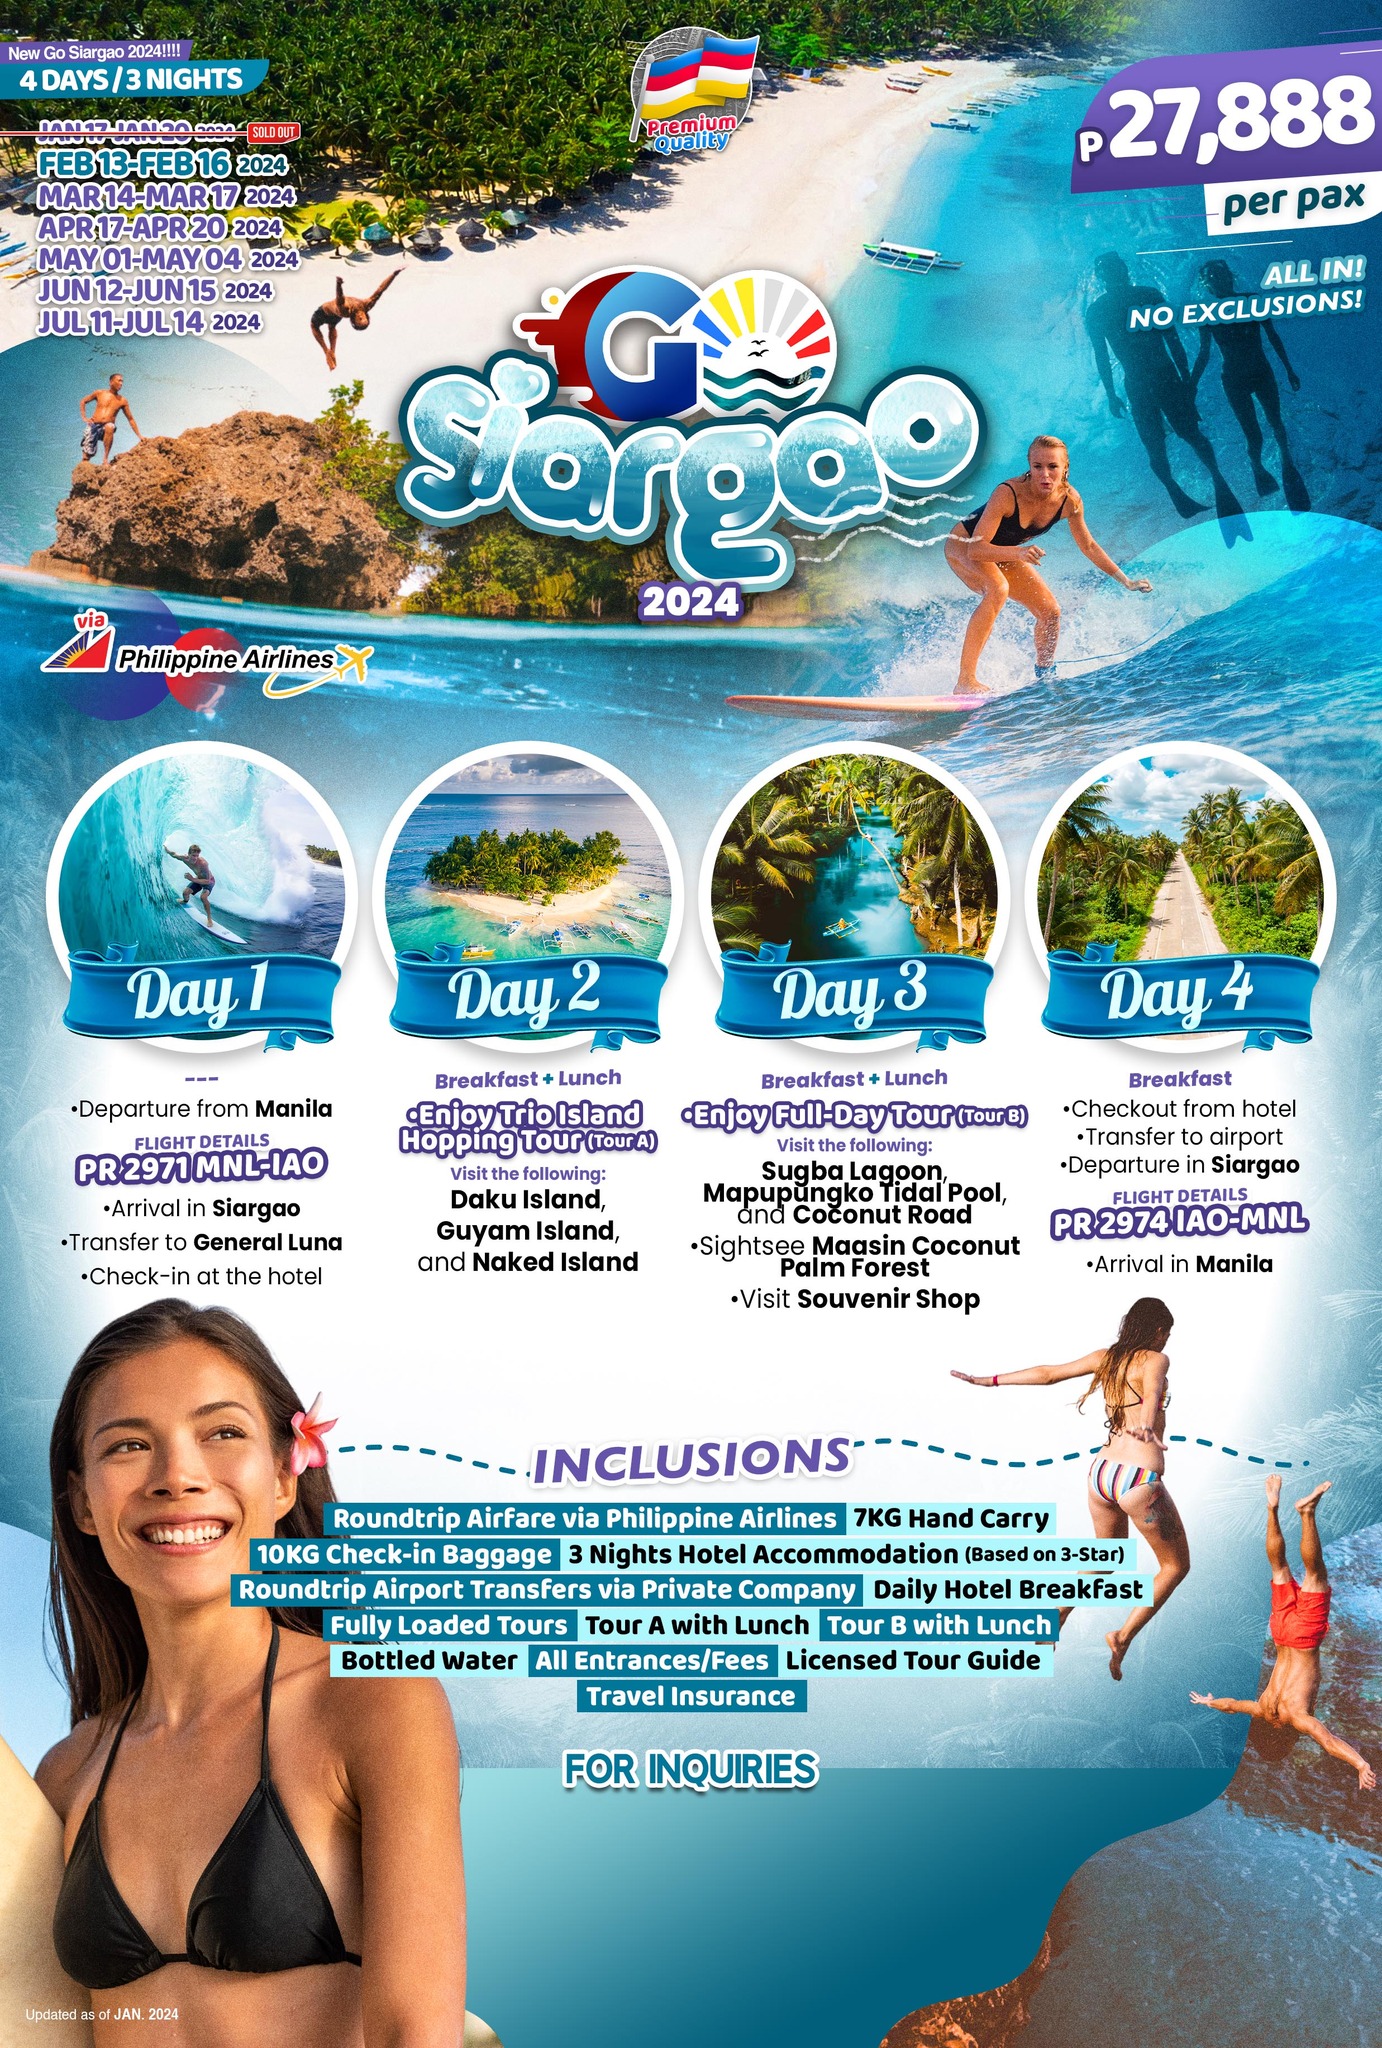 New Go Siargao 2024!!!!
4 DAYS / 3 NIGHTS
JAN 17-JAN 20 2024 SOLD OUT
FEB 13-FEB 16 2024
MAR 14-MAR 17 2024
APR 17-APR 20 2024
MAY 01-MAY 04 2024
JUN 12-JUN 15 2024
JUL 11-JUL 14 2024
Premium
Quality
₱27,888
per pax
ALL IN!
NO EXCLUSIONS!
GO
Siargao
2024
via
Philippine Airlines
Day 1
---
•Departure from Manila
FLIGHT DETAILS
PR 2971 MNL-IAO
•Arrival in Siargao
•Transfer to General Luna
•Check-in at the hotel
Day 2
Breakfast + Lunch
•Enjoy Trio Island
Hopping Tour (Tour A)
Visit the following:
Daku Island,
Guyam Island,
and Naked Island
Day 3
Breakfast + Lunch
•Enjoy Full-Day Tour (Tour B)
Visit the following:
Sugba Lagoon,
Mapupungko Tidal Pool,
and Coconut Road
•Sightsee Maasin Coconut
Palm Forest
•Visit Souvenir Shop
Day 4
Breakfast
•Checkout from hotel
•Transfer to airport
•Departure in Siargao
FLIGHT DETAILS
PR 2974 IAO-MNL
•Arrival in Manila
INCLUSIONS
Roundtrip Airfare via Philippine Airlines 7KG Hand Carry
10KG Check-in Baggage 3 Nights Hotel Accommodation (Based on 3-Star)
Roundtrip Airport Transfers via Private Company Daily Hotel Breakfast
Fully Loaded Tours Tour A with Lunch Tour B with Lunch
Bottled Water All Entrances/Fees Licensed Tour Guide
Travel Insurance
FOR INQUIRIES
Updated as of JAN. 2024